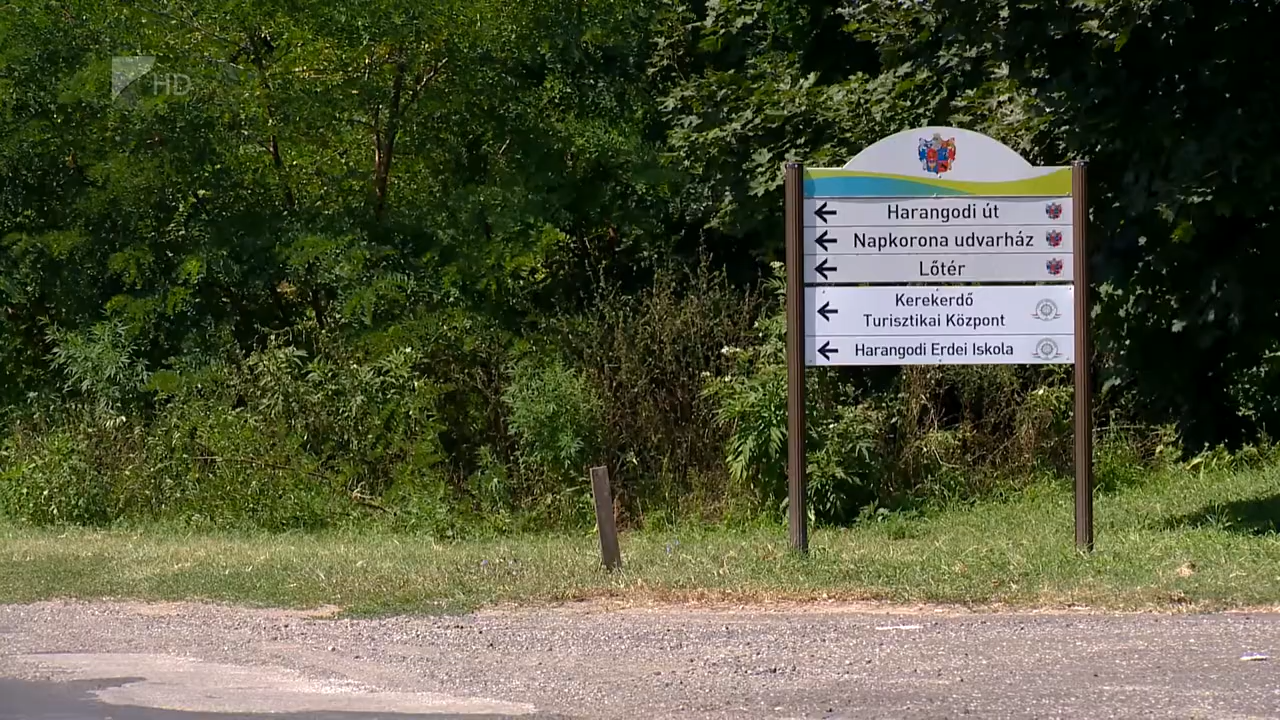 HD
Harangodi út
Napkorona udvarház
Lőtér
Kerekerdő
Turisztikai Központ
Harangodi Erdei Iskola